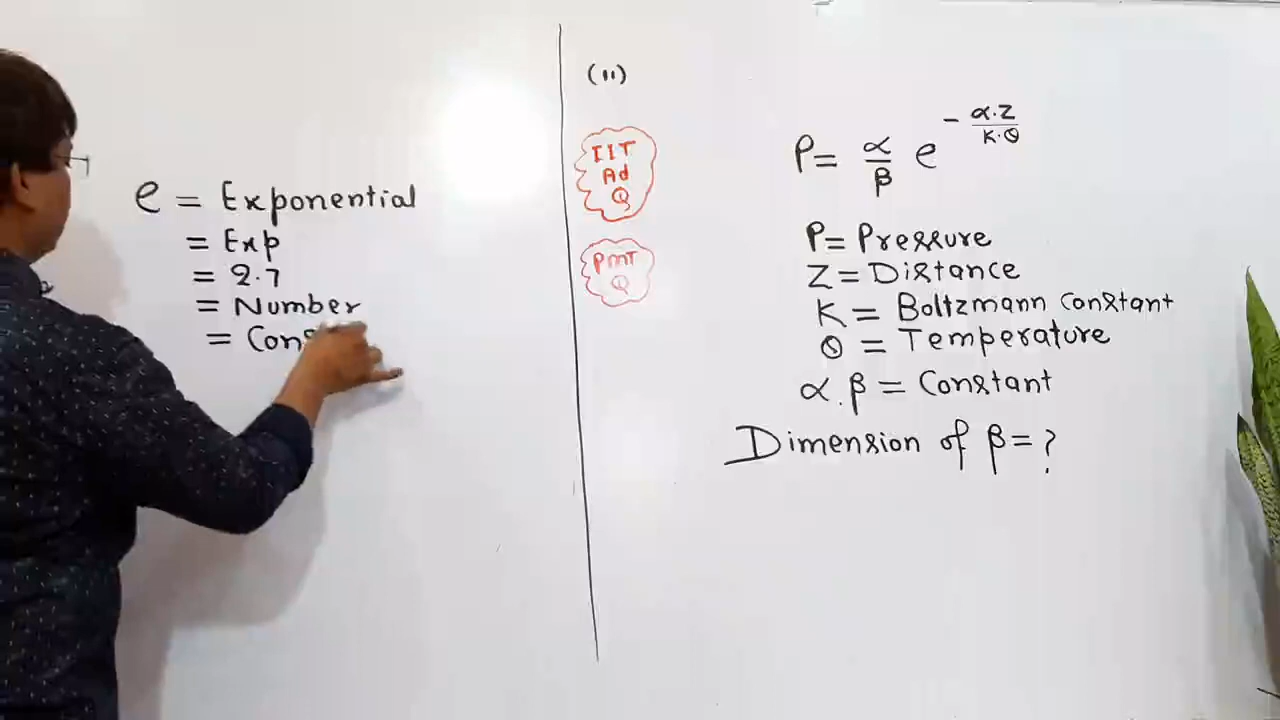 e = Exponential
= Exp
= 2.7
= Number
= Cons
(11)
IIT
Ad
Q
PMT
Q
P = α/β e^(-α.Z/K.θ)
P = Pressure
Z = Distance
K = Boltzmann Constant
θ = Temperature
α.β = Constant
Dimension of β = ?